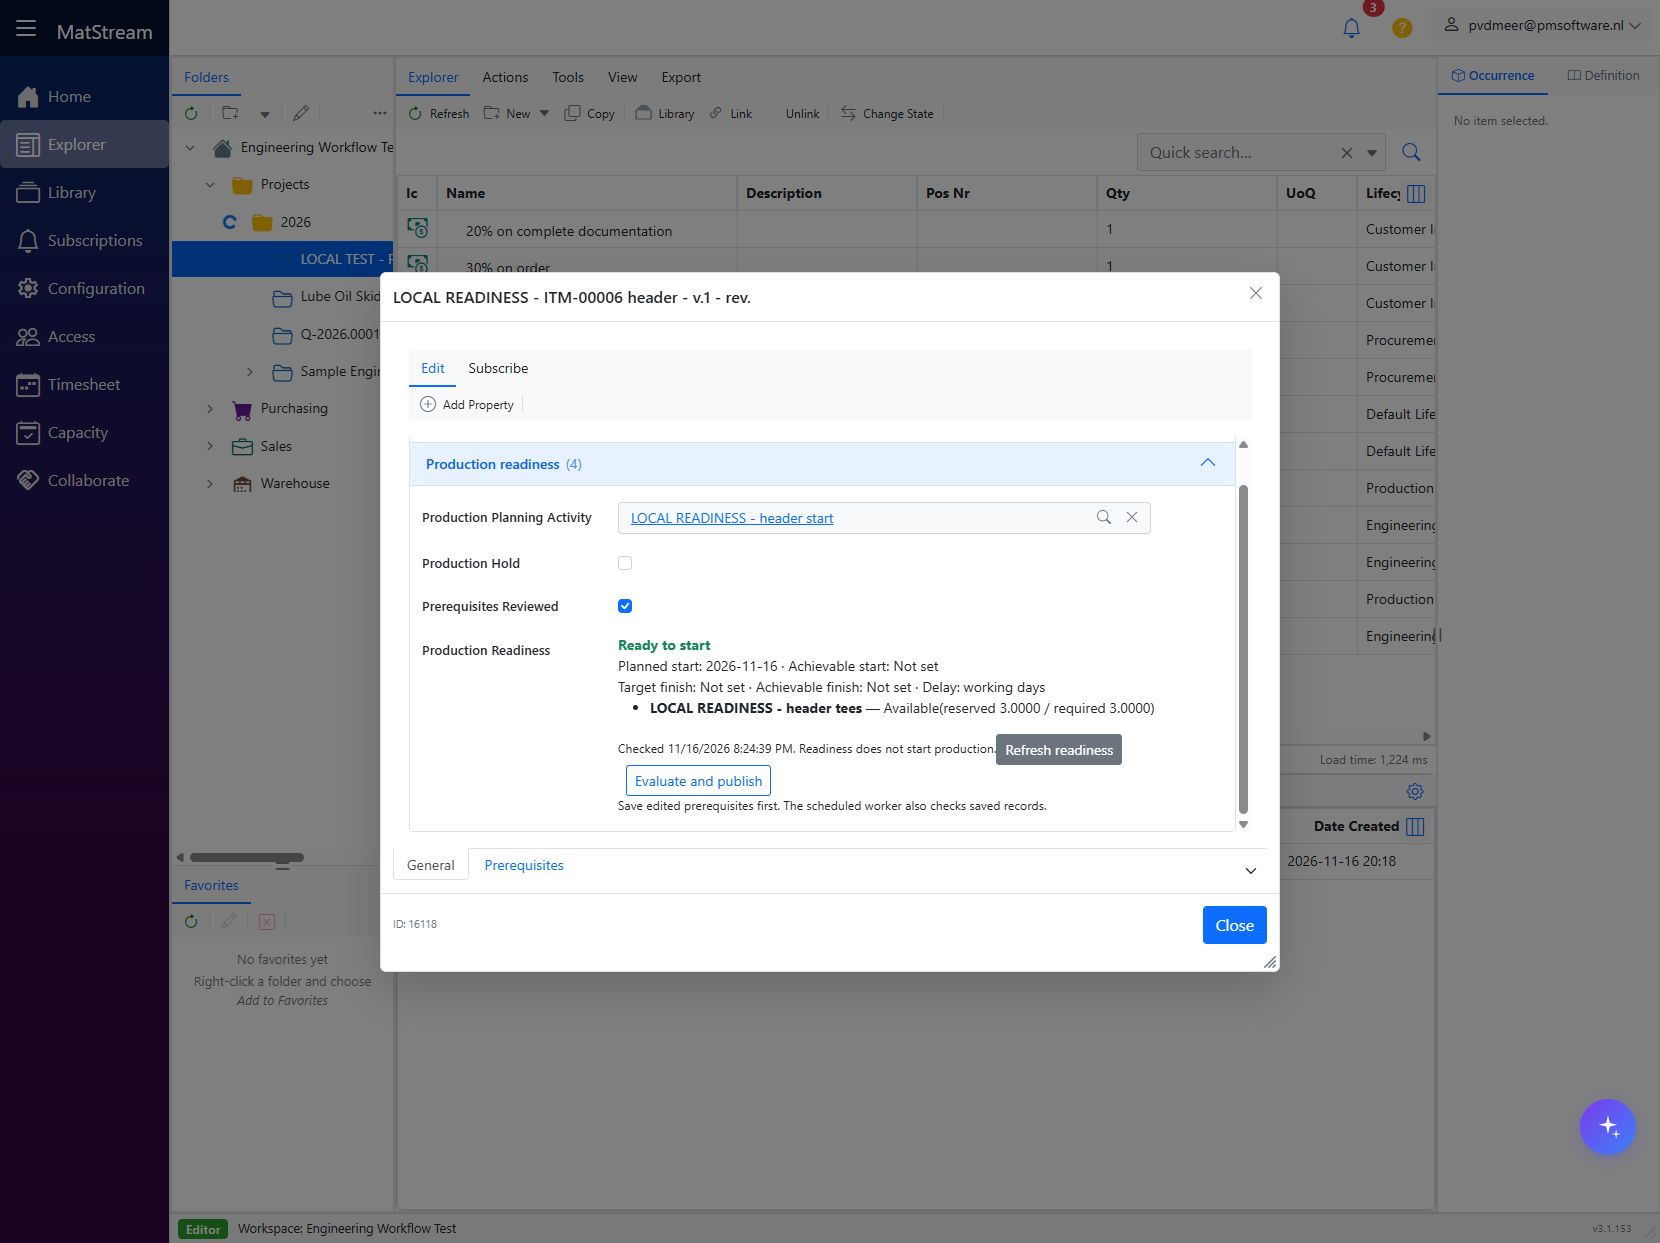 MatStream
3
?
pvdmeer@pmsoftware.nl
Home
Explorer
Library
Subscriptions
Configuration
Access
Timesheet
Capacity
Collaborate
Folders
Engineering Workflow Te
Projects
2026
LOCAL TEST - P
Lube Oil Skid
Q-2026.0001
Sample Engin
Purchasing
Sales
Warehouse
Favorites
No favorites yet
Right-click a folder and choose
Add to Favorites
Explorer Actions Tools View Export
Refresh New Copy Library Link Unlink Change State
Quick search...
Ic Name Description Pos Nr Qty UoQ Lifecy
20% on complete documentation 1 Customer I
30% on order 1 Customer I
Customer I
Procuremen
Procuremen
Default Life
Default Life
Production
Engineering
Engineering
Production
Engineering
Load time: 1,224 ms
Date Created
2026-11-16 20:18
Occurrence Definition
No item selected.
LOCAL READINESS - ITM-00006 header - v.1 - rev.
Edit Subscribe
Add Property
Production readiness (4)
Production Planning Activity LOCAL READINESS - header start
Production Hold
Prerequisites Reviewed
Production Readiness Ready to start
Planned start: 2026-11-16 · Achievable start: Not set
Target finish: Not set · Achievable finish: Not set · Delay: working days
• LOCAL READINESS - header tees — Available(reserved 3.0000 / required 3.0000)
Checked 11/16/2026 8:24:39 PM. Readiness does not start production. Refresh readiness
Evaluate and publish
Save edited prerequisites first. The scheduled worker also checks saved records.
General Prerequisites
ID: 16118
Close
Editor Workspace: Engineering Workflow Test
v3.1.153